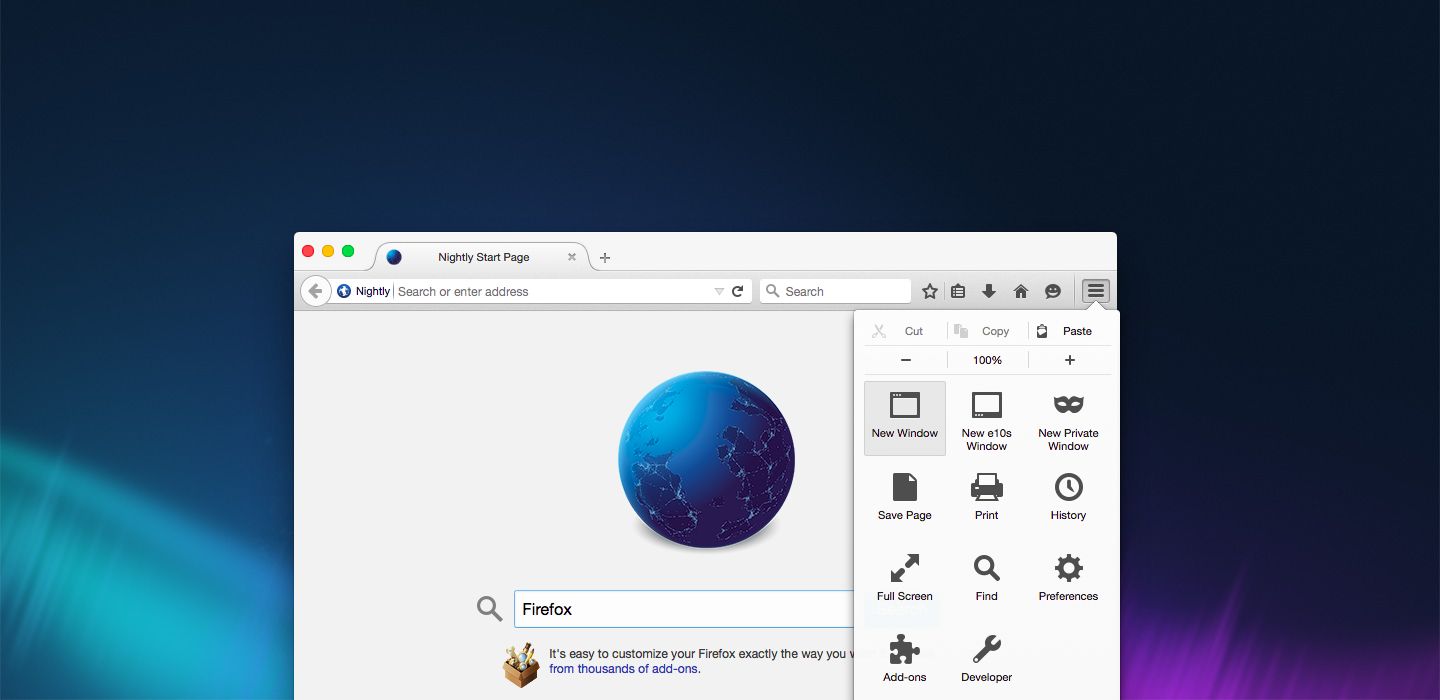 Nightly Start Page
Nightly Search or enter address
Search
Cut Copy Paste
− 100% +
New Window
New e10s
Window
New Private
Window
Save Page Print History
Full Screen Find Preferences
Add-ons Developer
Firefox
It's easy to customize your Firefox exactly the way you
from thousands of add-ons.